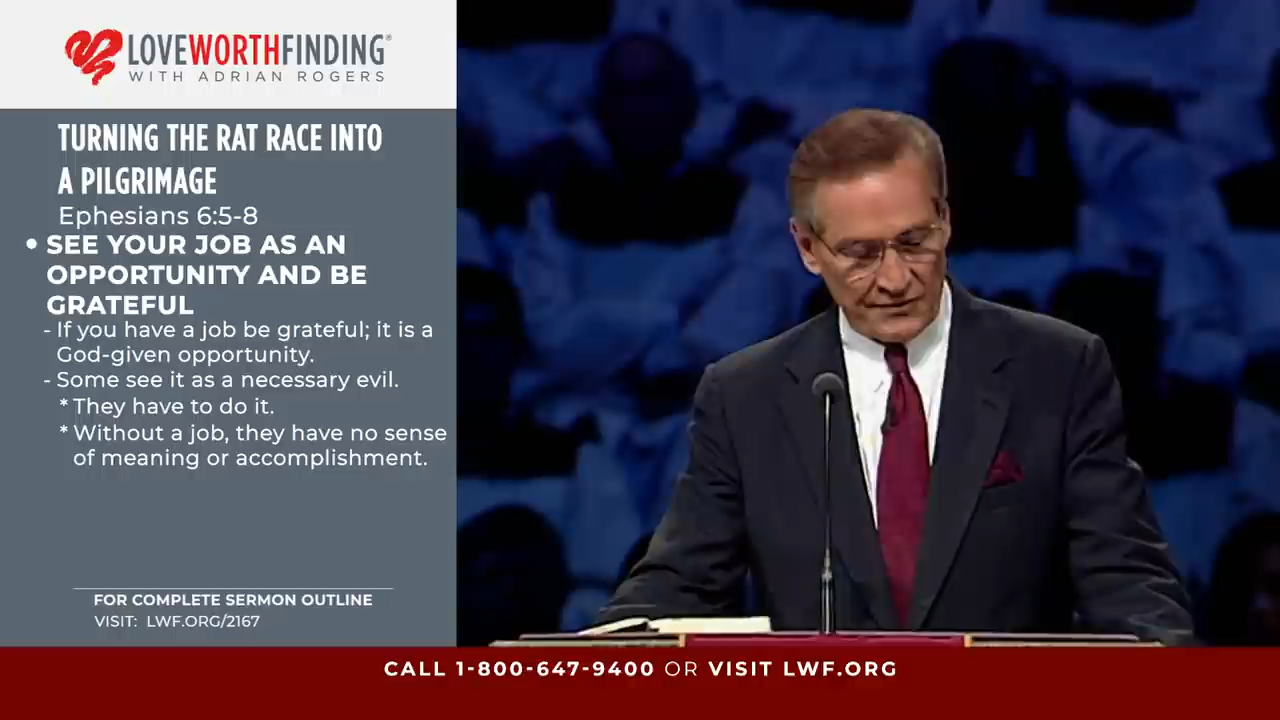 LOVEWORTHFINDING®
WITH ADRIAN ROGERS
TURNING THE RAT RACE INTO
A PILGRIMAGE
Ephesians 6:5-8
• SEE YOUR JOB AS AN
OPPORTUNITY AND BE
GRATEFUL
- If you have a job be grateful; it is a
God-given opportunity.
- Some see it as a necessary evil.
* They have to do it.
* Without a job, they have no sense
of meaning or accomplishment.
FOR COMPLETE SERMON OUTLINE
VISIT: LWF.ORG/2167
CALL 1-800-647-9400 OR VISIT LWF.ORG